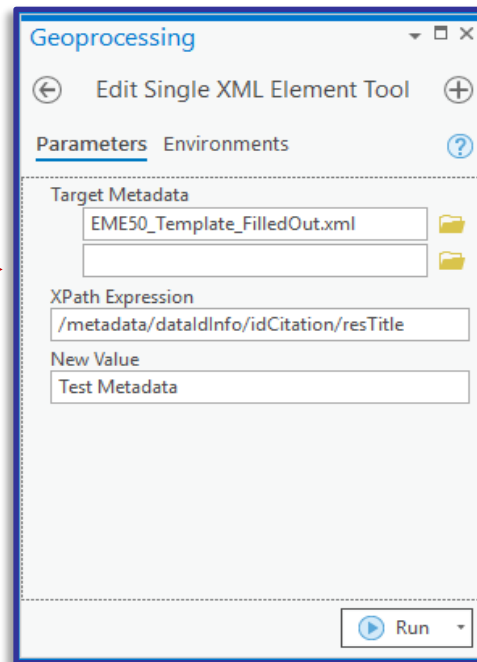 Geoprocessing
Edit Single XML Element Tool
Parameters Environments
Target Metadata
EME50_Template_FilledOut.xml
XPath Expression
/metadata/dataIdInfo/idCitation/resTitle
New Value
Test Metadata
Run